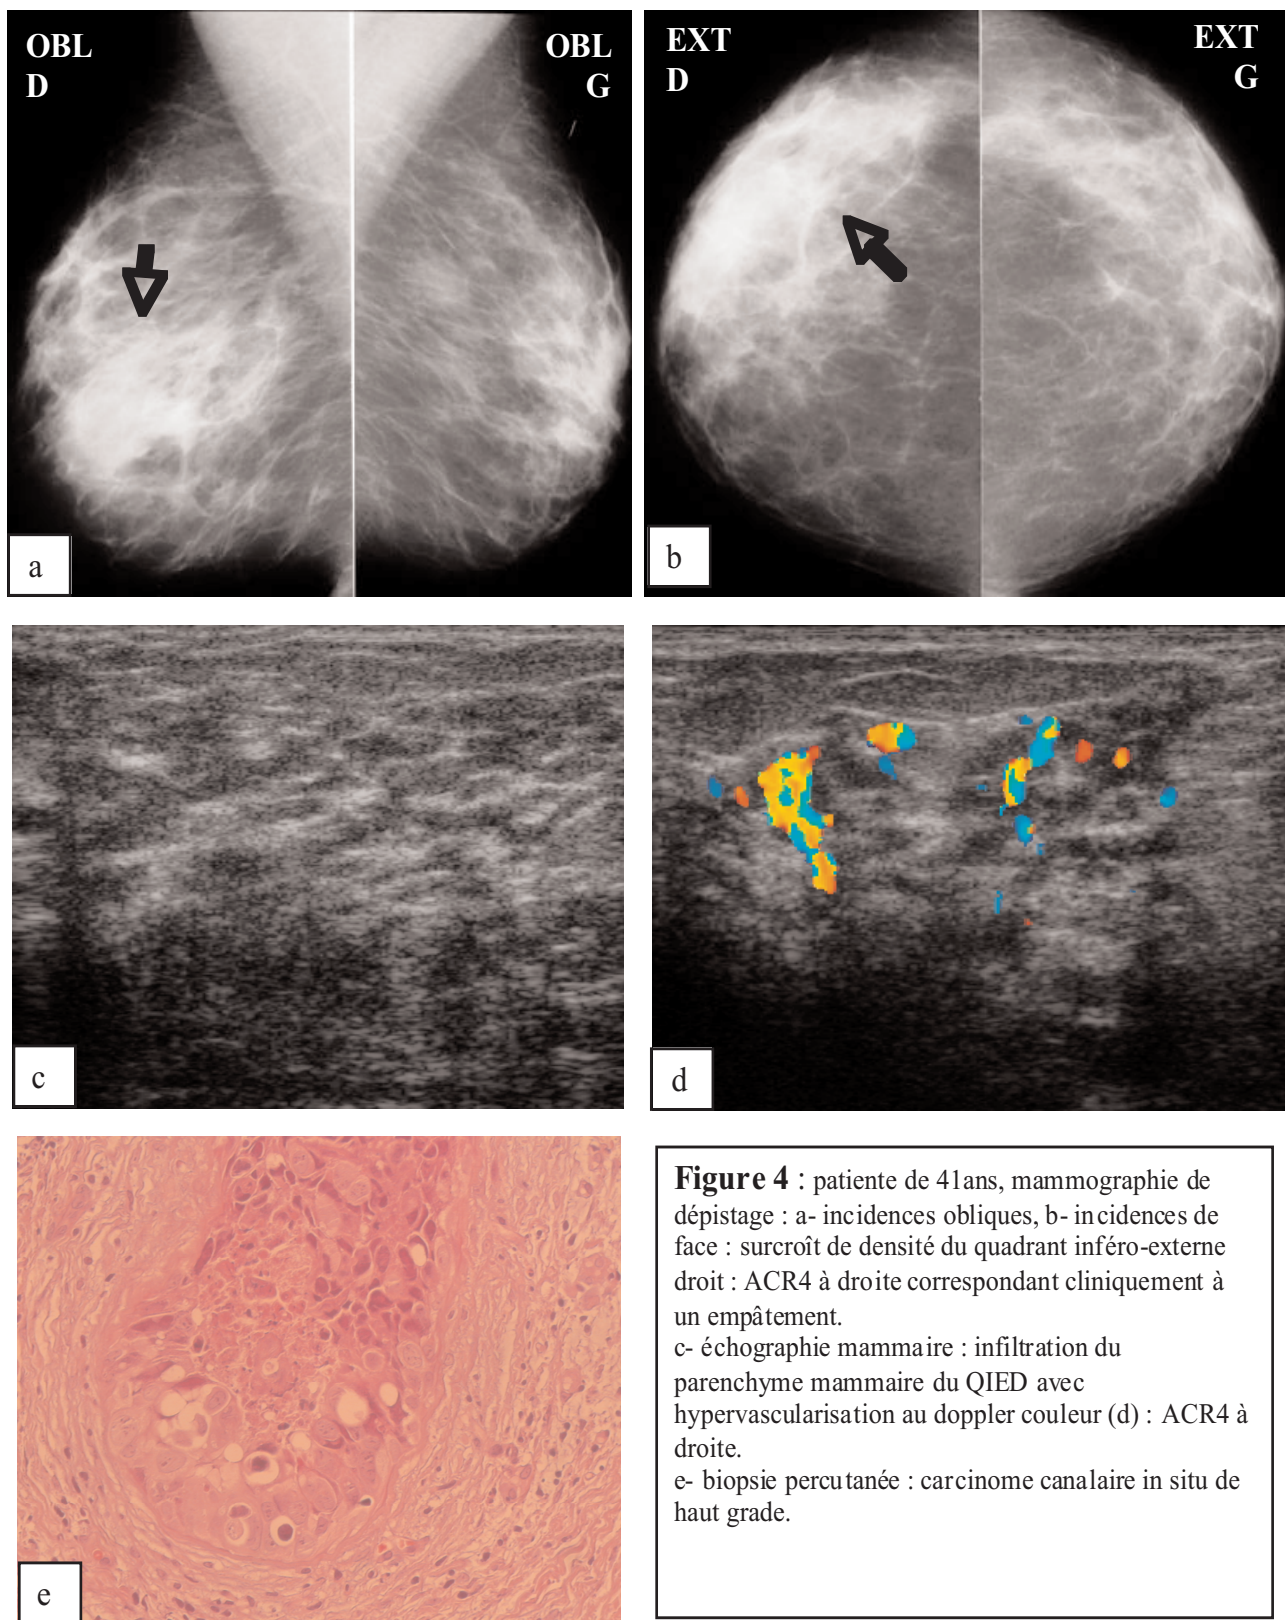 OBL
D
OBL
G
EXT
D
EXT
G
a
b
c
d
e
Figure 4 : patiente de 41ans, mammographie de
dépistage : a- incidences obliques, b- incidences de
face : surcroît de densité du quadrant inféro-externe
droit : ACR4 à droite correspondant cliniquement à
un empâtement.
c- échographie mammaire : infiltration du
parenchyme mammaire du QIED avec
hypervascularisation au doppler couleur (d) : ACR4 à
droite.
e- biopsie percutanée : carcinome canalaire in situ de
haut grade.